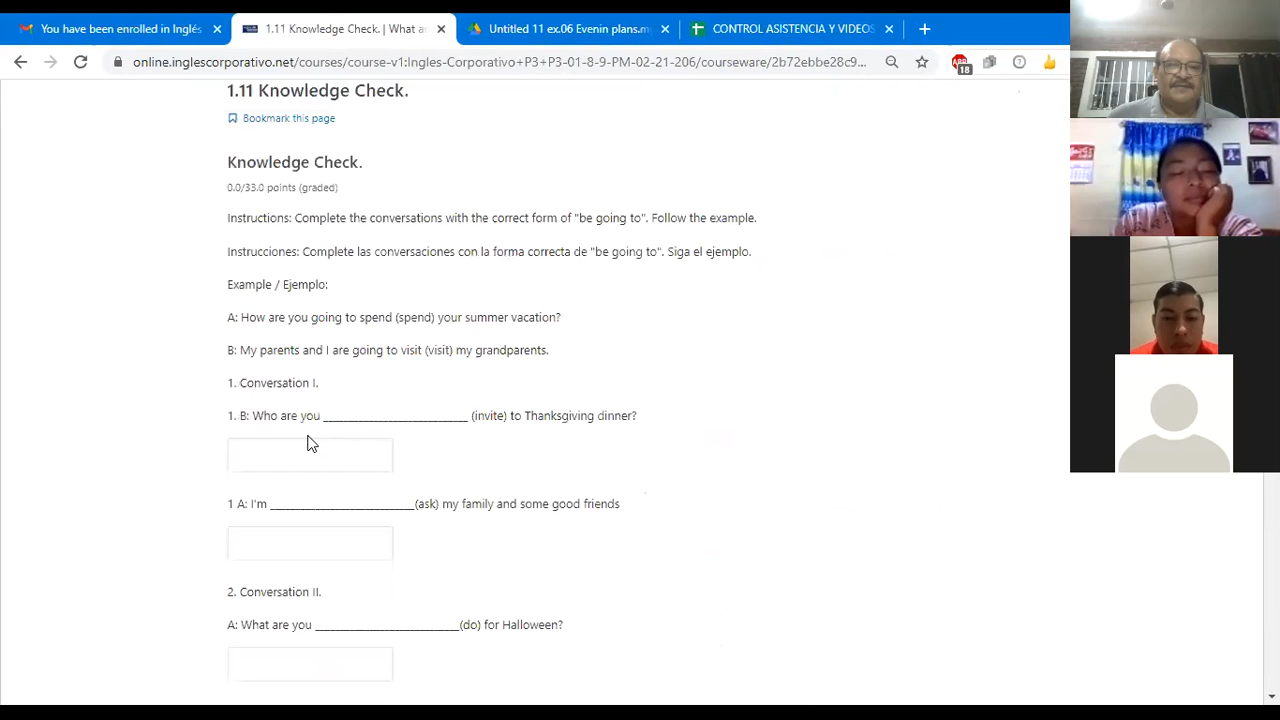 You have been enrolled in Inglés
1.11 Knowledge Check. | What a
Untitled 11 ex.06 Evenin plans.m
CONTROL ASISTENCIA Y VIDEOS
online.inglescorporativo.net/courses/course-v1:Ingles-Corporativo+P3+P3-01-8-9-PM-02-21-206/courseware/2b72ebbe28c9...
18
1.11 Knowledge Check.
Bookmark this page
Knowledge Check.
0.0/33.0 points (graded)
Instructions: Complete the conversations with the correct form of "be going to". Follow the example.
Instrucciones: Complete las conversaciones con la forma correcta de "be going to". Siga el ejemplo.
Example / Ejemplo:
A: How are you going to spend (spend) your summer vacation?
B: My parents and I are going to visit (visit) my grandparents.
1. Conversation I.
1. B: Who are you __________________________ (invite) to Thanksgiving dinner?
1 A: I'm __________________________(ask) my family and some good friends
2. Conversation II.
A: What are you __________________________(do) for Halloween?